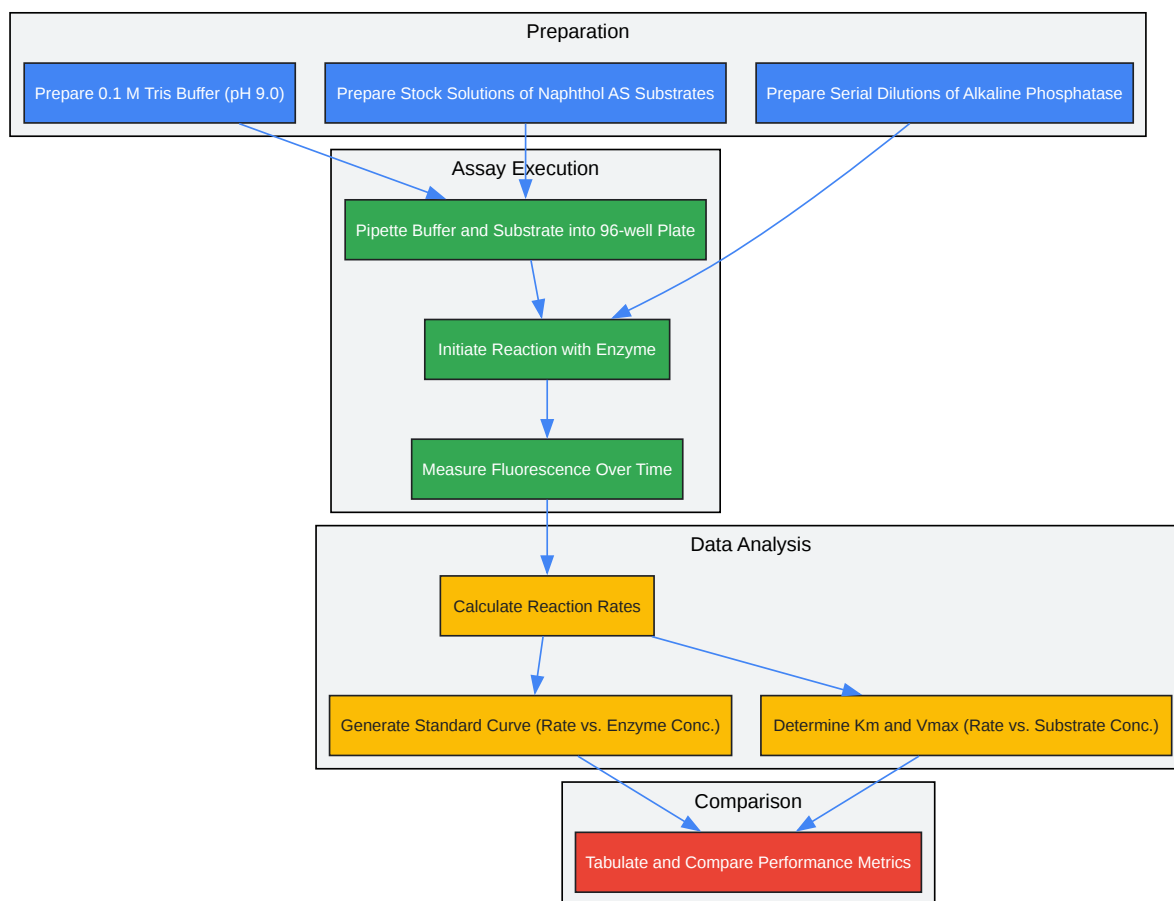 Preparation
Prepare 0.1 M Tris Buffer (pH 9.0)
Prepare Stock Solutions of Naphthol AS Substrates
Prepare Serial Dilutions of Alkaline Phosphatase
Assay Execution
Pipette Buffer and Substrate into 96-well Plate
Initiate Reaction with Enzyme
Measure Fluorescence Over Time
Data Analysis
Calculate Reaction Rates
Generate Standard Curve (Rate vs. Enzyme Conc.)
Determine Km and Vmax (Rate vs. Substrate Conc.)
Comparison
Tabulate and Compare Performance Metrics